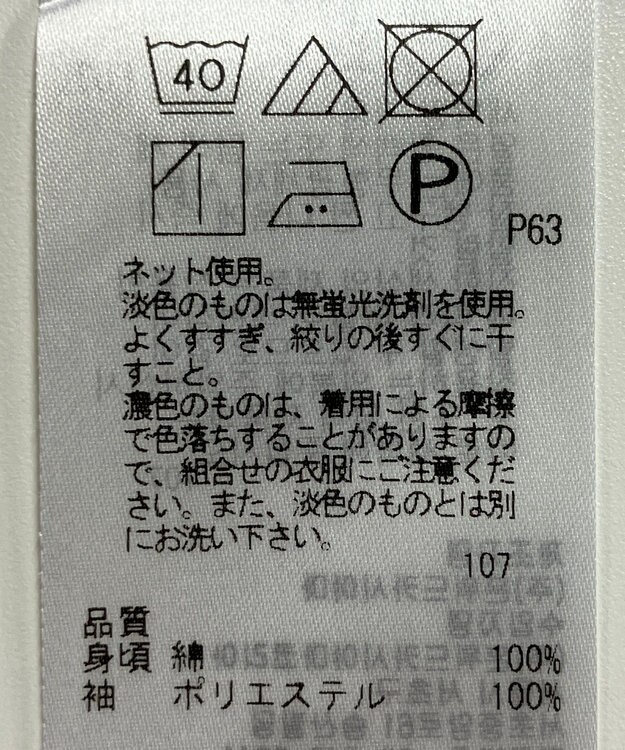 40
P
P63
ネット使用。
淡色のものは無蛍光洗剤を使用。
よくすすぎ、絞りの後すぐに干
すこと。
濃色のものは、着用による摩擦
で色落ちすることがありますの
で、組合せの衣服にご注意くだ
さい。また、淡色のものとは別
にお洗い下さい。
107
品質
身頃 綿 100%
袖 ポリエステル 100%